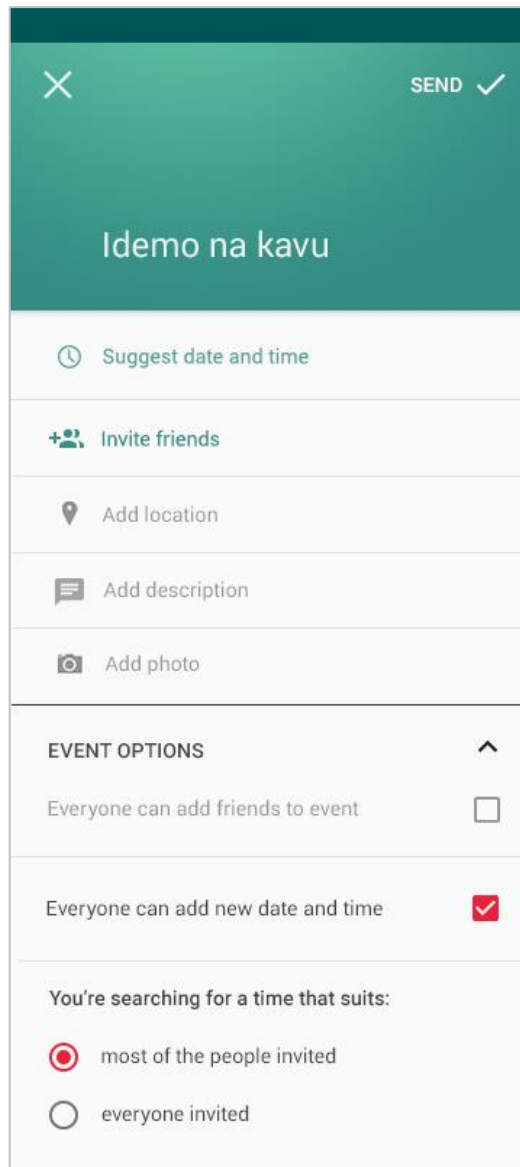 SEND
Idemo na kavu
Suggest date and time
Invite friends
Add location
Add description
Add photo
EVENT OPTIONS
Everyone can add friends to event
Everyone can add new date and time
You're searching for a time that suits:
most of the people invited
everyone invited